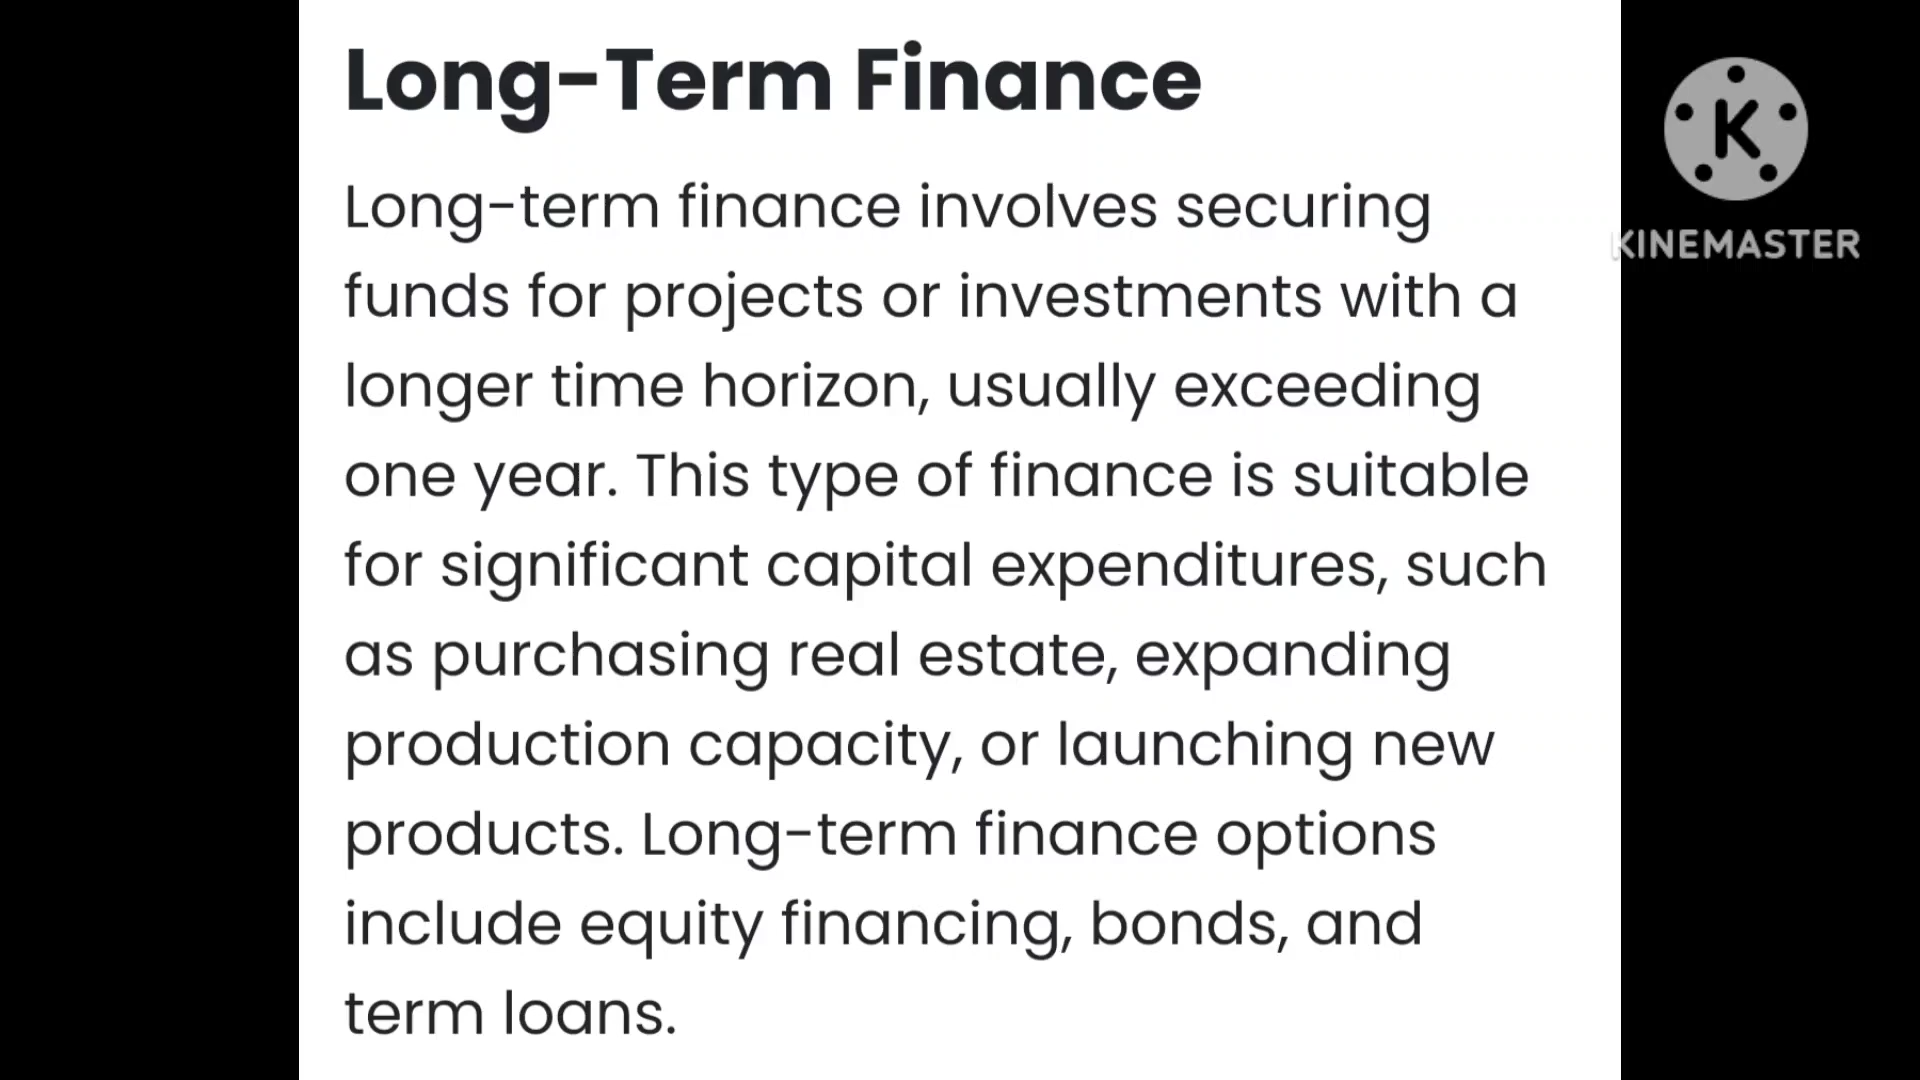 Long-Term Finance
Long-term finance involves securing
funds for projects or investments with a
longer time horizon, usually exceeding
one year. This type of finance is suitable
for significant capital expenditures, such
as purchasing real estate, expanding
production capacity, or launching new
products. Long-term finance options
include equity financing, bonds, and
term loans.
K
KINEMASTER